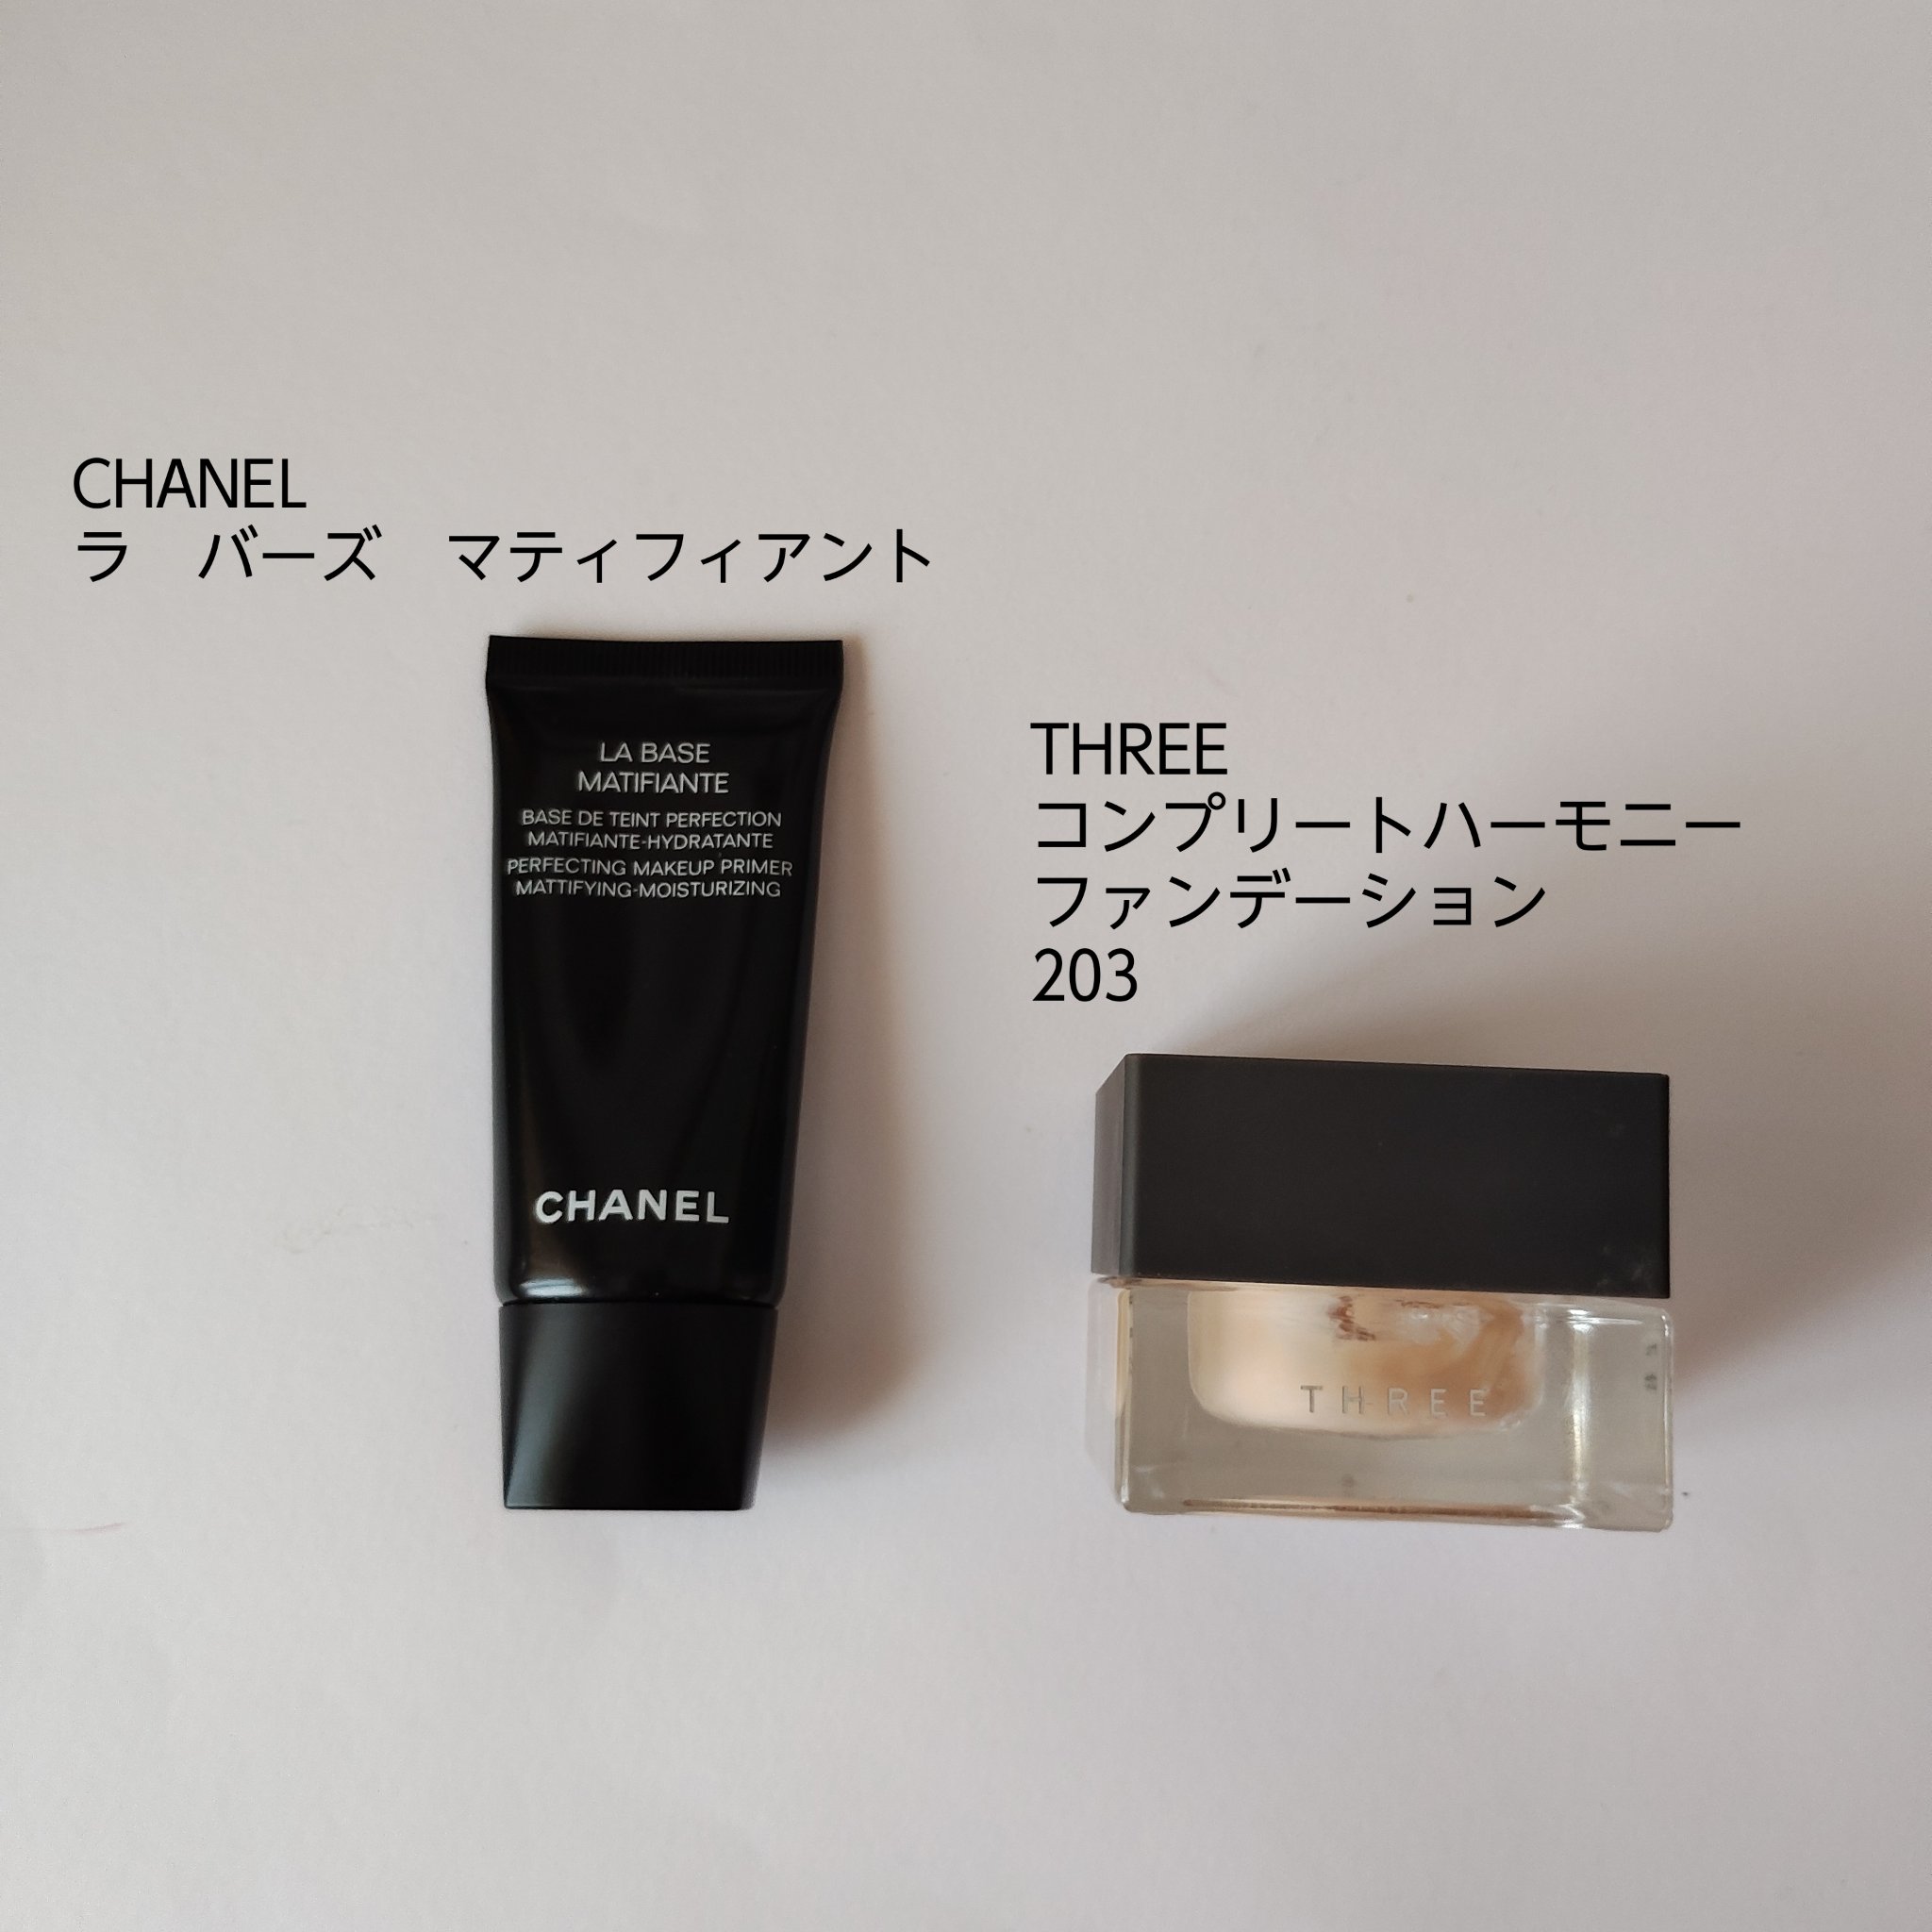 CHANEL
ラ　バーズ　マティフィアント
LA BASE
MATIFIANTE
BASE DE TEINT PERFECTION
MATIFIANTE-HYDRATANTE
PERFECTING MAKEUP PRIMER
MATTIFYING-MOISTURIZING
CHANEL
THREE
コンプリートハーモニー
ファンデーション
203
THREE